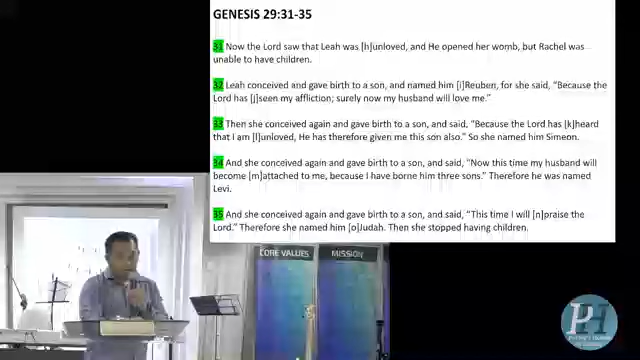 GENESIS 29:31-35
31 Now the Lord saw that Leah was [h]unloved, and He opened her womb, but Rachel was
unable to have children.
32 Leah conceived and gave birth to a son, and named him [i]Reuben, for she said, “Because the
Lord has [j]seen my affliction; surely now my husband will love me.”
33 Then she conceived again and gave birth to a son, and said, “Because the Lord has [k]heard
that I am [l]unloved, He has therefore given me this son also.” So she named him Simeon.
34 And she conceived again and gave birth to a son, and said, “Now this time my husband will
become [m]attached to me, because I have borne him three sons.” Therefore he was named
Levi.
35 And she conceived again and gave birth to a son, and said, “This time I will [n]praise the
Lord.” Therefore she named him [o]Judah. Then she stopped having children.
CORE VALUES
MISSION
PH